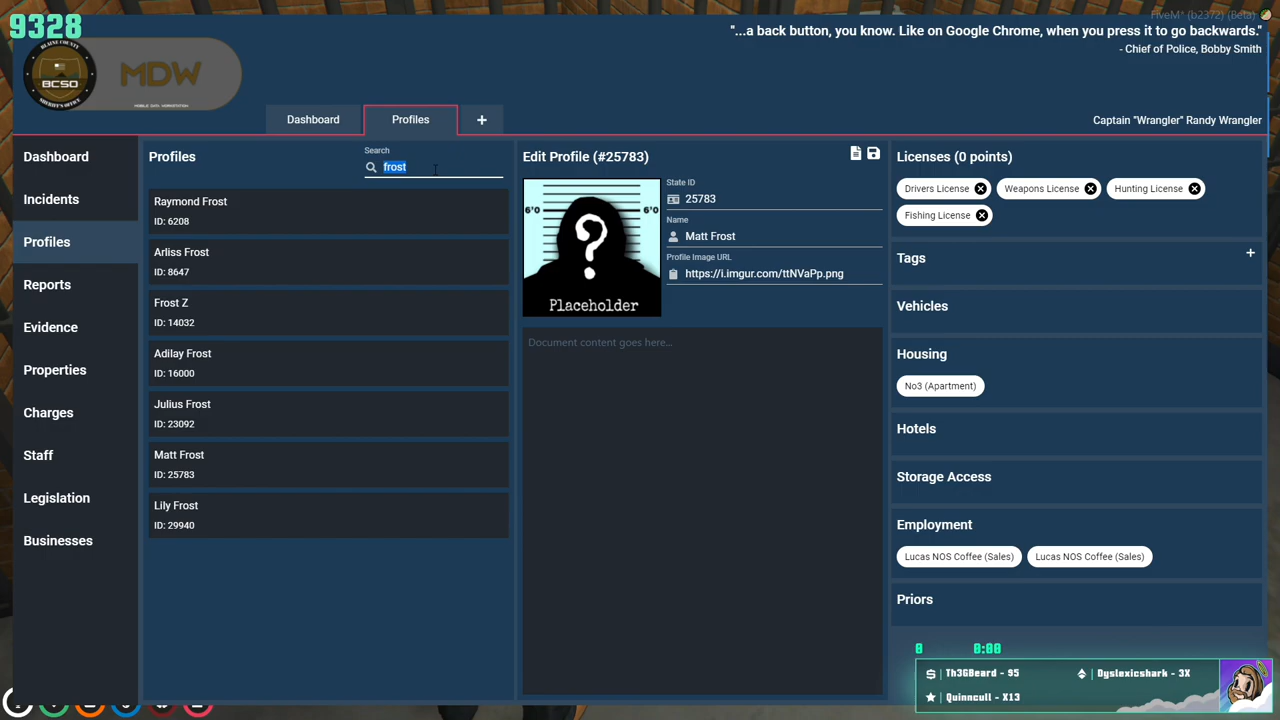 9328
FiveM® (b2372) (Beta)
"...a back button, you know. Like on Google Chrome, when you press it to go backwards."
- Chief of Police, Bobby Smith
BLAINE COUNTY
BCSO
SHERIFF'S OFFICE
MDW
MOBILE DATA WORKSTATION
Dashboard
Profiles
+
Captain "Wrangler" Randy Wrangler
Dashboard
Incidents
Profiles
Reports
Evidence
Properties
Charges
Staff
Legislation
Businesses
Profiles
Search
frost
Raymond Frost
ID: 6208
Arliss Frost
ID: 8647
Frost Z
ID: 14032
Adilay Frost
ID: 16000
Julius Frost
ID: 23092
Matt Frost
ID: 25783
Lily Frost
ID: 29940
Edit Profile (#25783)
6'0 6'0
?
Placeholder
State ID
25783
Name
Matt Frost
Profile Image URL
https://i.imgur.com/ttNVaPp.png
Document content goes here...
Licenses (0 points)
Drivers License Weapons License Hunting License
Fishing License
Tags
+
Vehicles
Housing
No3 (Apartment)
Hotels
Storage Access
Employment
Lucas NOS Coffee (Sales) Lucas NOS Coffee (Sales)
Priors
0 0:00
$ | Th3GBeard - 95 | Dyslexicshark - 3X
★ | Quinncull - X13